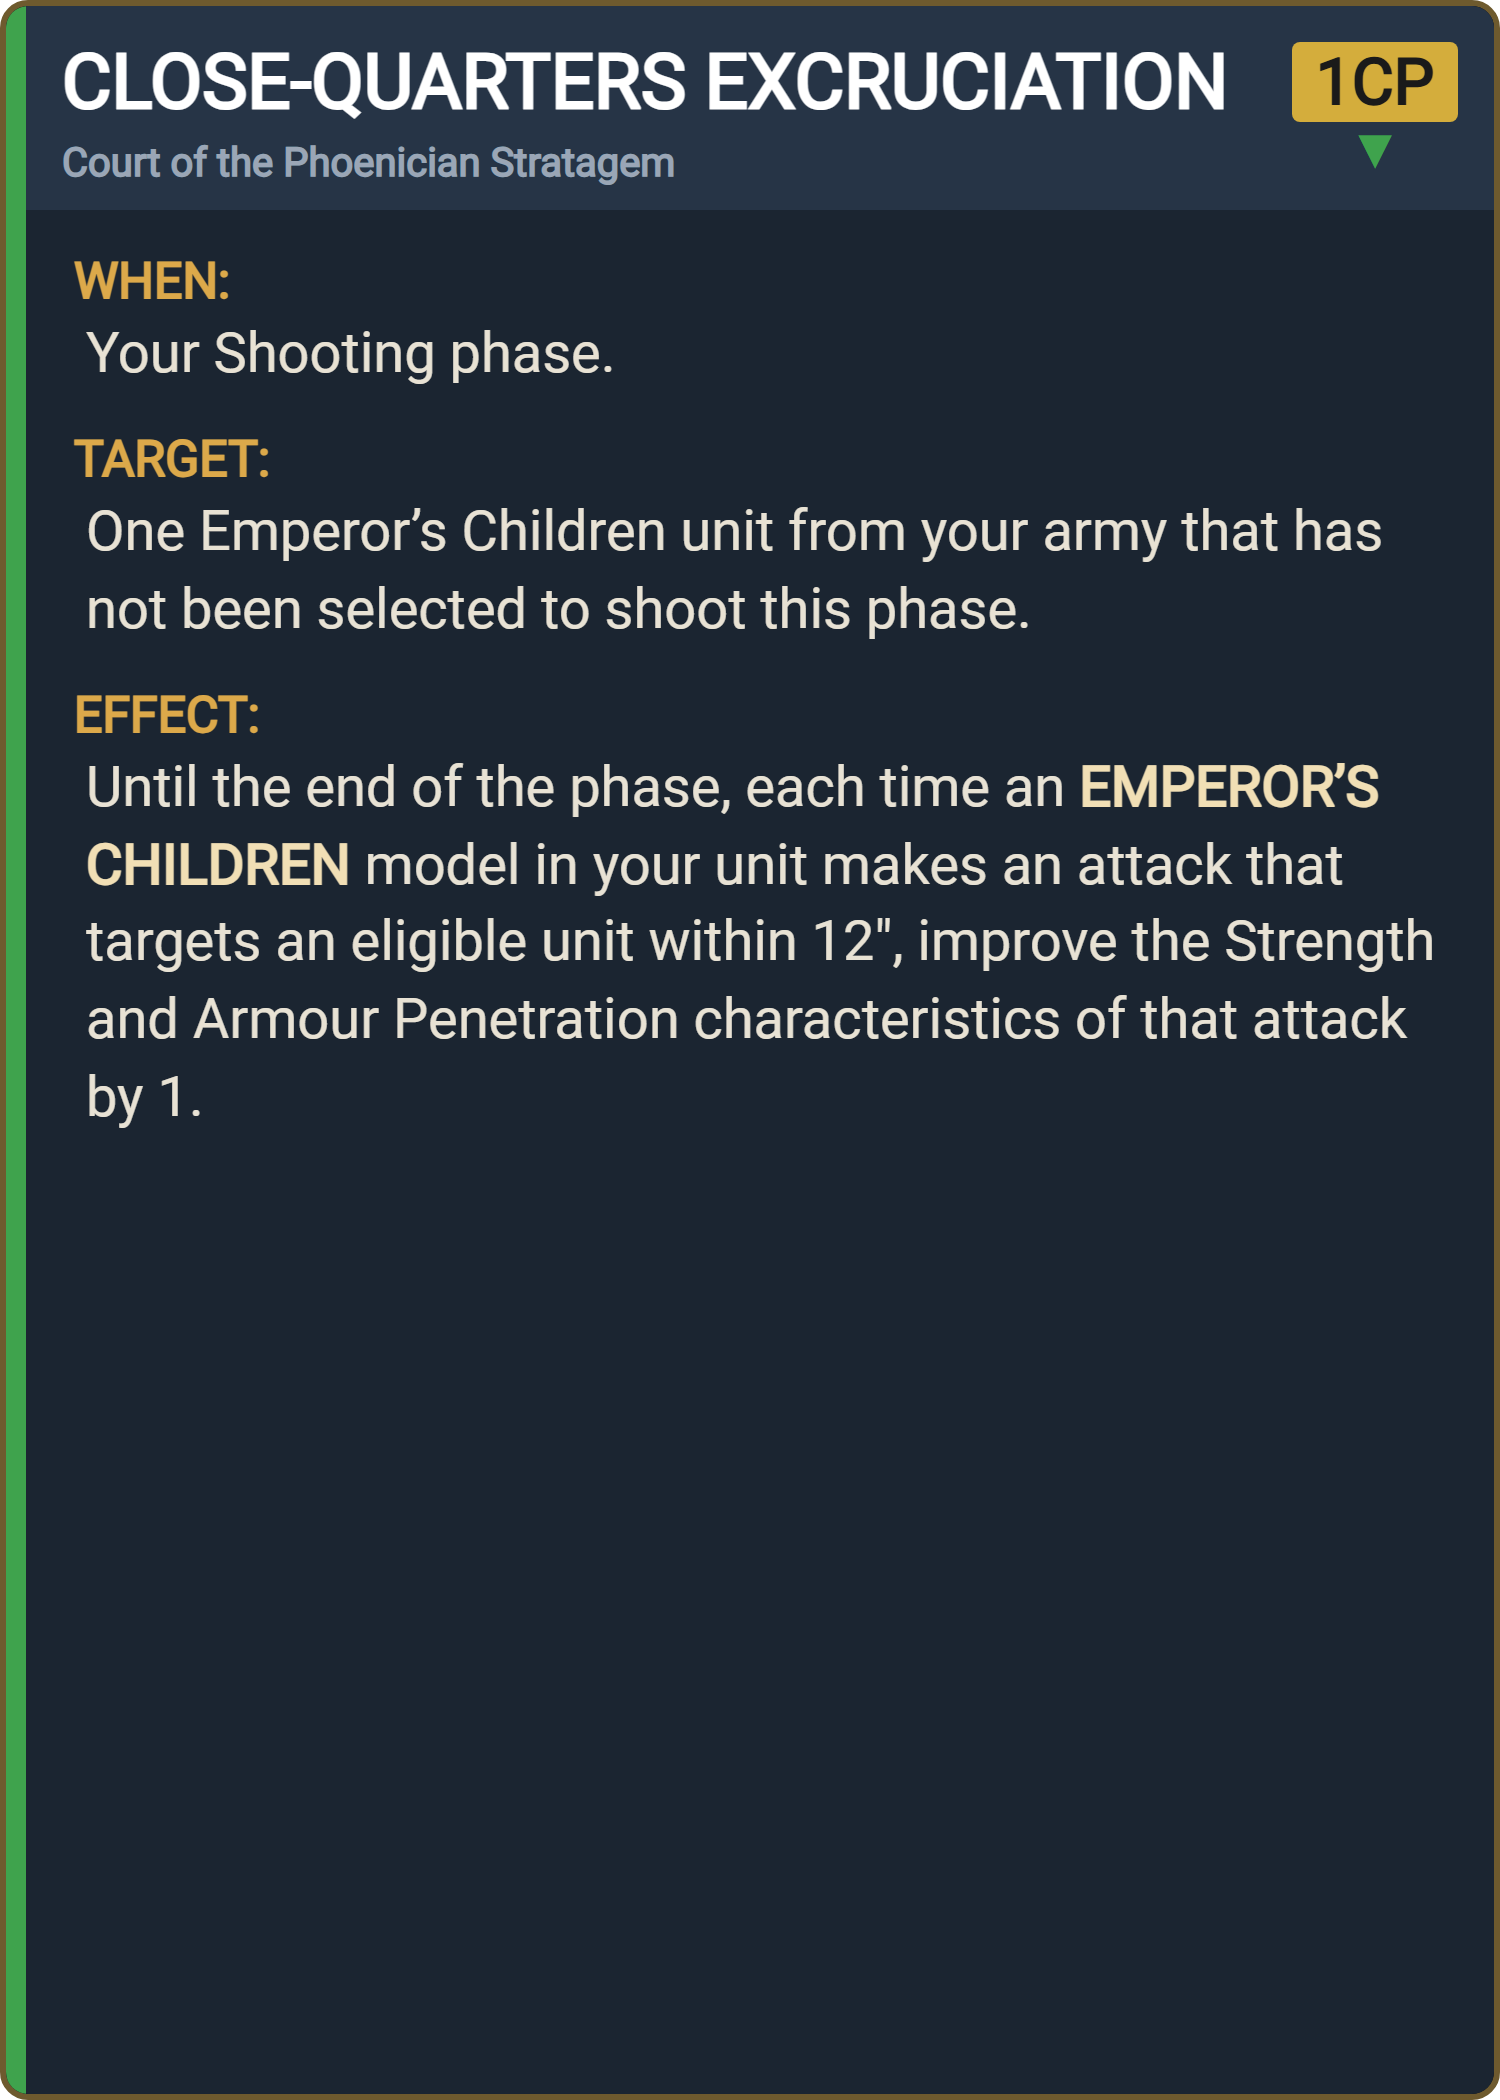 CLOSE-QUARTERS EXCRUCIATION
1CP
Court of the Phoenician Stratagem
WHEN:
Your Shooting phase.
TARGET:
One Emperor’s Children unit from your army that has
not been selected to shoot this phase.
EFFECT:
Until the end of the phase, each time an EMPEROR’S
CHILDREN model in your unit makes an attack that
targets an eligible unit within 12", improve the Strength
and Armour Penetration characteristics of that attack
by 1.